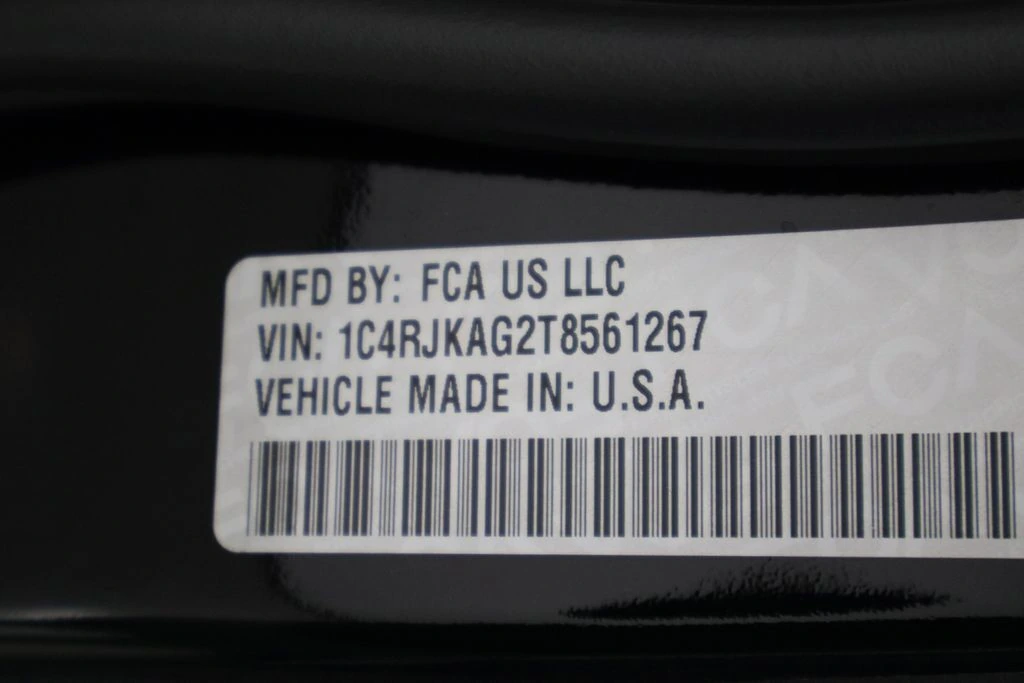 MFD BY: FCA US LLC
VIN: 1C4RJKAG2T8561267
VEHICLE MADE IN: U.S.A.